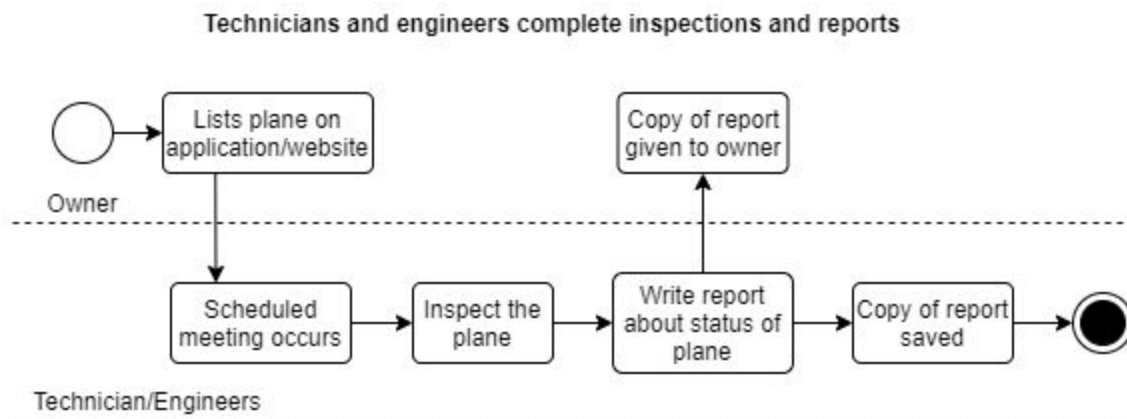 Technicians and engineers complete inspections and reports
Lists plane on
application/website
Copy of report
given to owner
Owner
Scheduled
meeting occurs
Inspect the
plane
Write report
about status of
plane
Copy of report
saved
Technician/Engineers